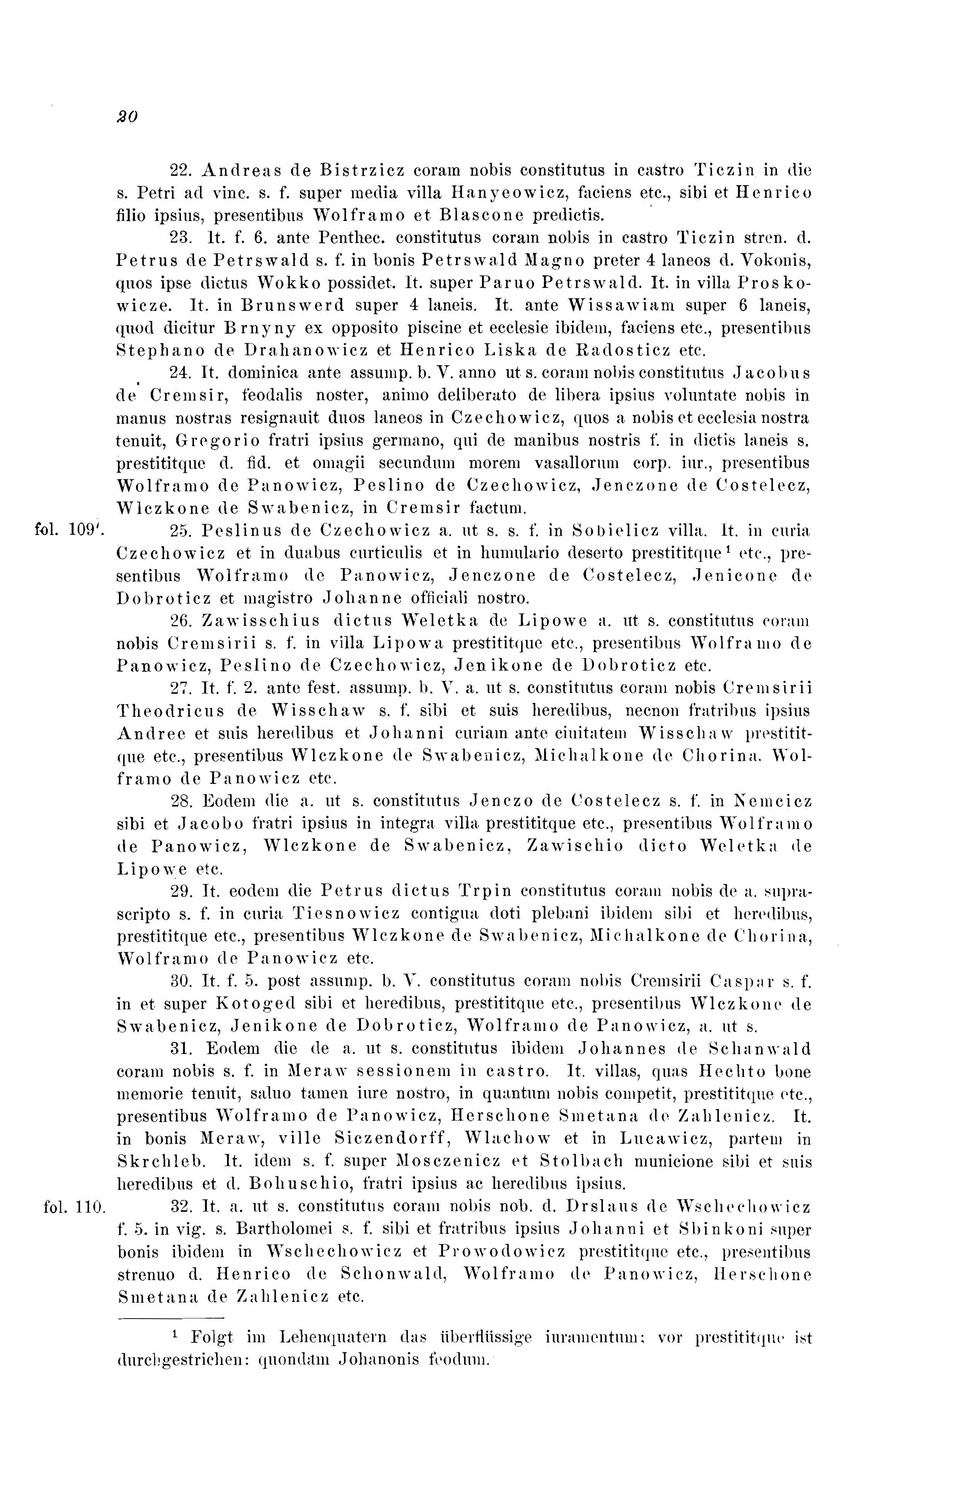 20
22. Andreas de Bistrzicz coram nobis constitutus in castro Ticzin in die
s. Petri ad vinc. s. f. super media villa Hanyeowicz, faciens etc., sibi et Henrico
filio ipsius, presentibus Wolframo et Blascone predictis.
23. It. f. 6. ante Penthec. constitutus coram nobis in castro Ticzin stren. d.
Petrus de Petrswald s. f. in bonis Petrswald Magno preter 4 laneos d. Vokonis,
quos ipse dictus Wokko possidet. It. super Paruo Petrswald. It. in villa Prosko-
wicze. It. in Brunswerd super 4 laneis. It. ante Wissawiam super 6 laneis,
quod dicitur Brnyny ex opposito piscine et ecclesie ibidem, faciens etc., presentibus
Stephano de Drahanowicz et Henrico Liska de Radosticz etc.
24. It. dominica ante assump. b. V. anno ut s. coram nobis constitutus Jacobus
de Cremsir, feodalis noster, animo deliberato de libera ipsius voluntate nobis in
manus nostras resignauit duos laneos in Czechowicz, quos a nobis et ecclesia nostra
tenuit, Gregorio fratri ipsius germano, qui de manibus nostris f. in dictis laneis s.
prestititque d. fid. et omagii secundum morem vasallorum corp. iur., presentibus
Wolframo de Panowicz, Peslino de Czechowicz, Jenczone de Costelecz,
Wlczkone de Swabenicz, in Cremsir factum.
fol. 109'. 25. Peslinus de Czechowicz a. ut s. s. f. in Sobielicz villa. It. in curia
Czechowicz et in duabus curticulis et in humulario deserto prestititque ¹ etc., pre-
sentibus Wolframo de Panowicz, Jenczone de Costelecz, Jenicone de
Dobroticz et magistro Johanne officiali nostro.
26. Zawisschius dictus Weletka de Lipowe a. ut s. constitutus coram
nobis Cremsirii s. f. in villa Lipowa prestititque etc., presentibus Wolframo de
Panowicz, Peslino de Czechowicz, Jenikone de Dobroticz etc.
27. It. f. 2. ante fest. assump. b. V. a. ut s. constitutus coram nobis Cremsirii
Theodricus de Wisschaw s. f. sibi et suis heredibus, necnon fratribus ipsius
Andree et suis heredibus et Johanni curiam ante ciuitatem Wisschaw prestitit-
que etc., presentibus Wlczkone de Swabenicz, Michalkone de Chorina. Wol-
framo de Panowicz etc.
28. Eodem die a. ut s. constitutus Jenczo de Costelecz s. f. in Nemcicz
sibi et Jacobo fratri ipsius in integra villa prestititque etc., presentibus Wolframo
de Panowicz, Wlczkone de Swabenicz, Zawischio dicto Weletka de
Lipowe etc.
29. It. eodem die Petrus dictus Trpin constitutus coram nobis de a. supra-
scripto s. f. in curia Tiesnowicz contigua doti plebani ibidem sibi et heredibus,
prestititque etc., presentibus Wlczkone de Swabenicz, Michalkone de Chorina,
Wolframo de Panowicz etc.
30. It. f. 5. post assump. b. V. constitutus coram nobis Cremsirii Caspar s. f.
in et super Kotoged sibi et heredibus, prestititque etc., presentibus Wlczkone de
Swabenicz, Jenikone de Dobroticz, Wolframo de Panowicz, a. ut s.
31. Eodem die de a. ut s. constitutus ibidem Johannes de Schanwald
coram nobis s. f. in Meraw sessionem in castro. It. villas, quas Hechto bone
memorie tenuit, saluo tamen iure nostro, in quantum nobis competit, prestititque etc.,
presentibus Wolframo de Panowicz, Herschone Smetana de Zahlenicz. It.
in bonis Meraw, ville Siczendorff, Wlachow et in Lucawicz, partem in
Skrchleb. It. idem s. f. super Mosczenicz et Stolbach municione sibi et suis
heredibus et d. Bohuschio, fratri ipsius ac heredibus ipsius.
fol. 110. 32. It. a. ut s. constitutus coram nobis nob. d. Drslaus de Wschechowicz
f. 5. in vig. s. Bartholomei s. f. sibi et fratribus ipsius Johanni et Sbinkoni super
bonis ibidem in Wschechowicz et Prowodowicz prestititque etc., presentibus
strenuo d. Henrico de Schonwald, Wolframo de Panowicz, Herschone
Smetana de Zahlenicz etc.
¹ Folgt im Lehenquatern das überflüssige iuramentum; vor prestititque ist
durchgestrichen: quondam Johanonis feodum.